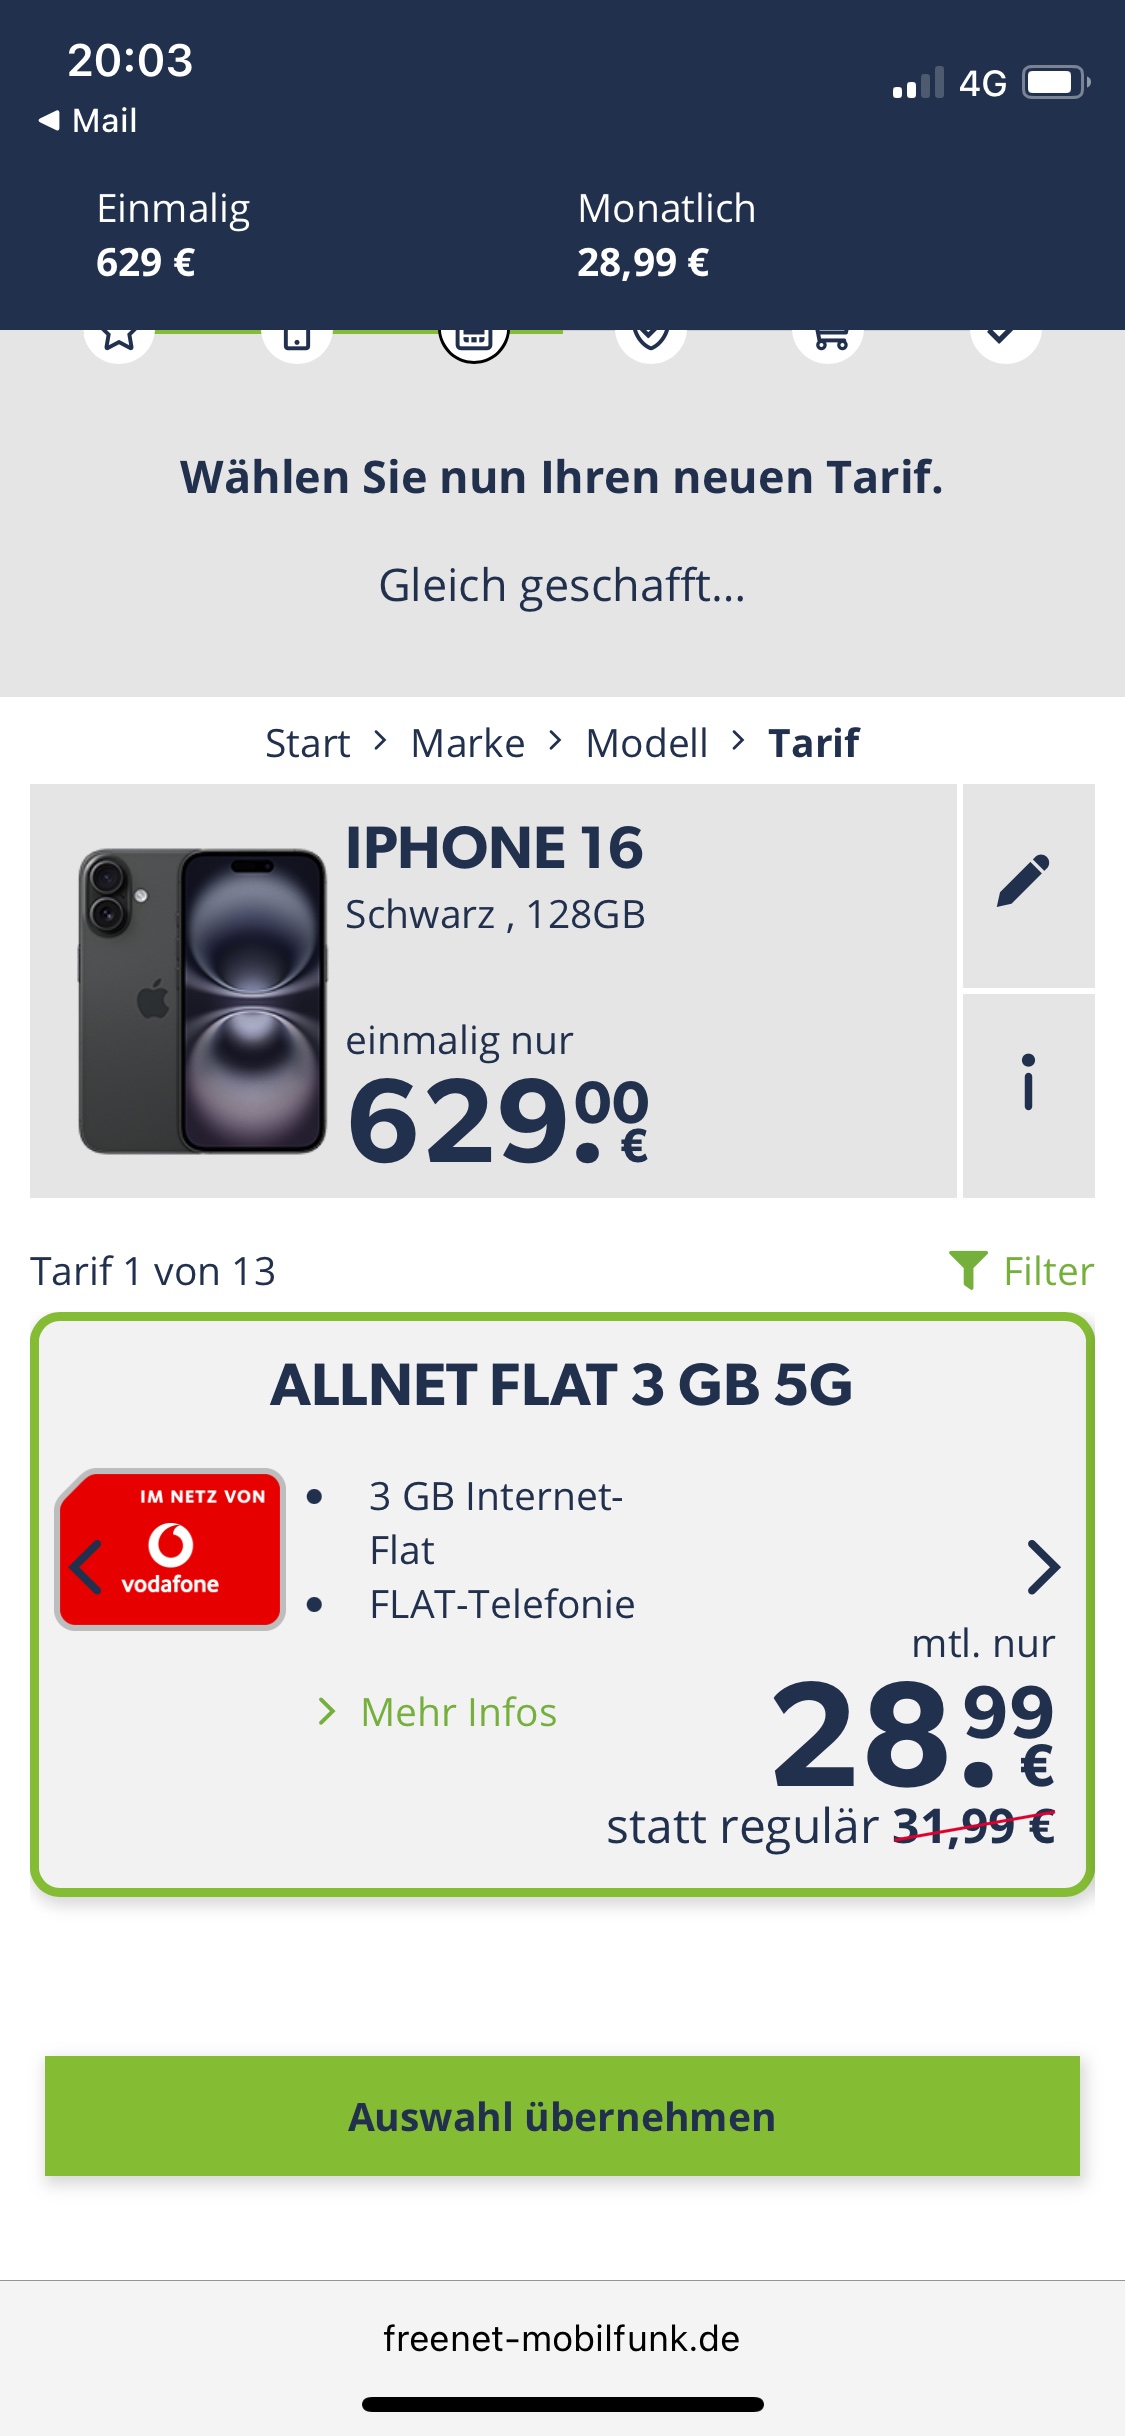 20:03
4G
◀ Mail
Einmalig
Monatlich
629 €
28,99 €
Wählen Sie nun Ihren neuen Tarif.
Gleich geschafft...
Start > Marke > Modell > Tarif
IPHONE 16
Schwarz , 128GB
einmalig nur
629.00 €
Tarif 1 von 13
Filter
ALLNET FLAT 3 GB 5G
IM NETZ VON
vodafone
• 3 GB Internet-
Flat
• FLAT-Telefonie
> Mehr Infos
mtl. nur
28.99 €
statt regulär 31,99 €
Auswahl übernehmen
freenet-mobilfunk.de